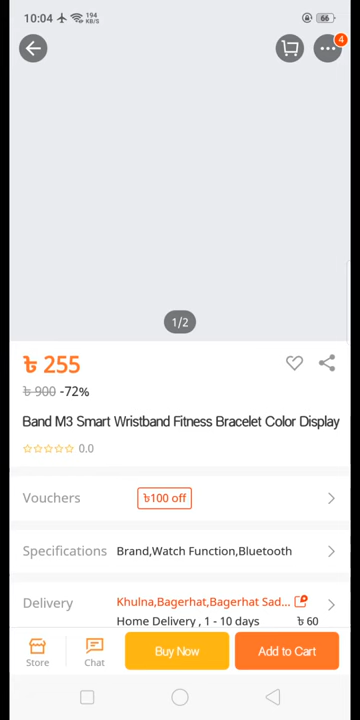 10:04
194
KB/S
66
4
1/2
৳ 255
৳ 900 -72%
Band M3 Smart Wristband Fitness Bracelet Color Display
0.0
Vouchers
৳100 off
Specifications
Brand,Watch Function,Bluetooth
Delivery
Khulna,Bagerhat,Bagerhat Sad...
Home Delivery , 1 - 10 days
৳ 60
Store
Chat
Buy Now
Add to Cart